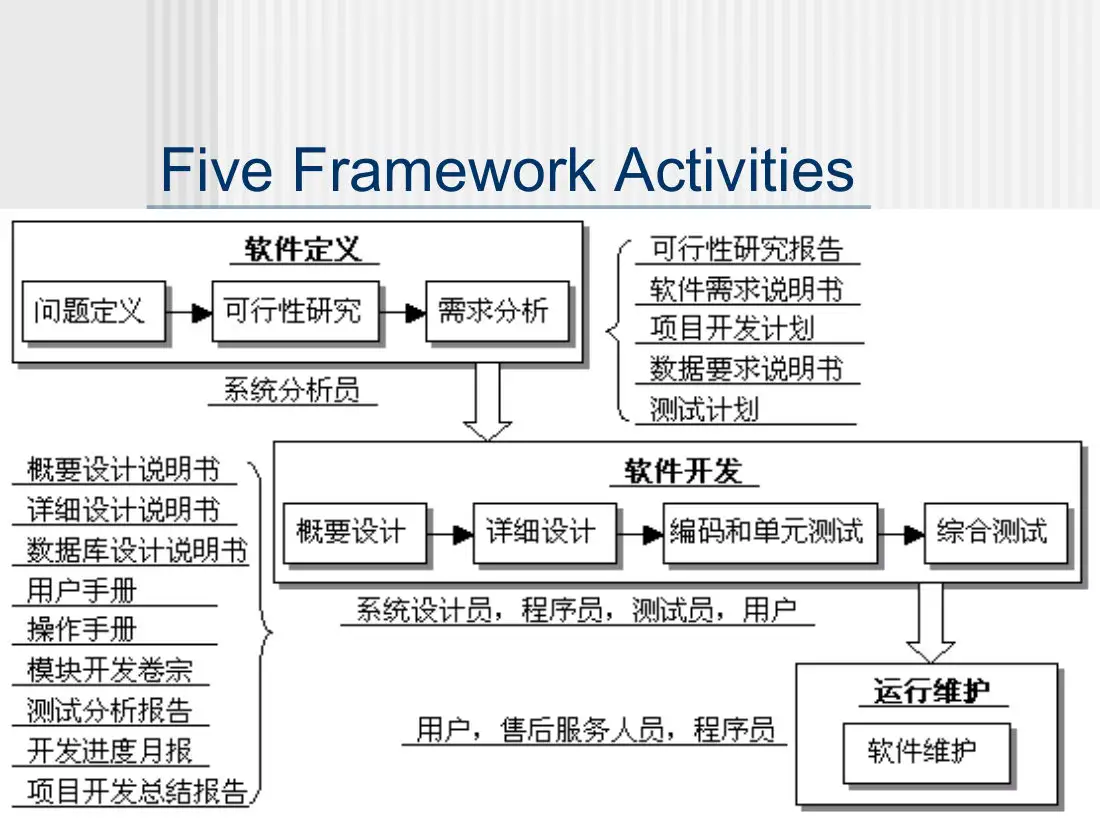 Five Framework Activities
软件定义
问题定义
可行性研究
需求分析
系统分析员
可行性研究报告
软件需求说明书
项目开发计划
数据要求说明书
测试计划
概要设计说明书
详细设计说明书
数据库设计说明书
用户手册
操作手册
模块开发卷宗
测试分析报告
开发进度月报
项目开发总结报告
软件开发
概要设计
详细设计
编码和单元测试
综合测试
系统设计员，程序员，测试员，用户
运行维护
软件维护
用户，售后服务人员，程序员